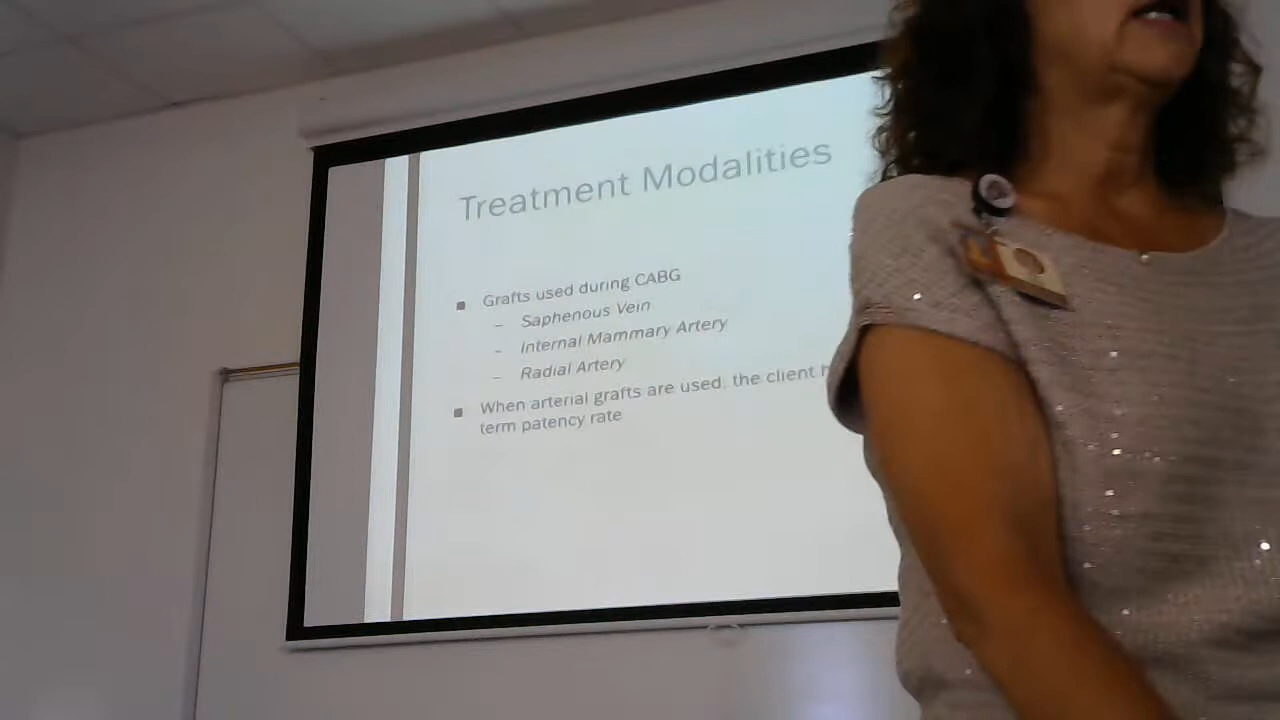 Treatment Modalities
■ Grafts used during CABG
– Saphenous Vein
– Internal Mammary Artery
– Radial Artery
■ When arterial grafts are used, the client
term patency rate